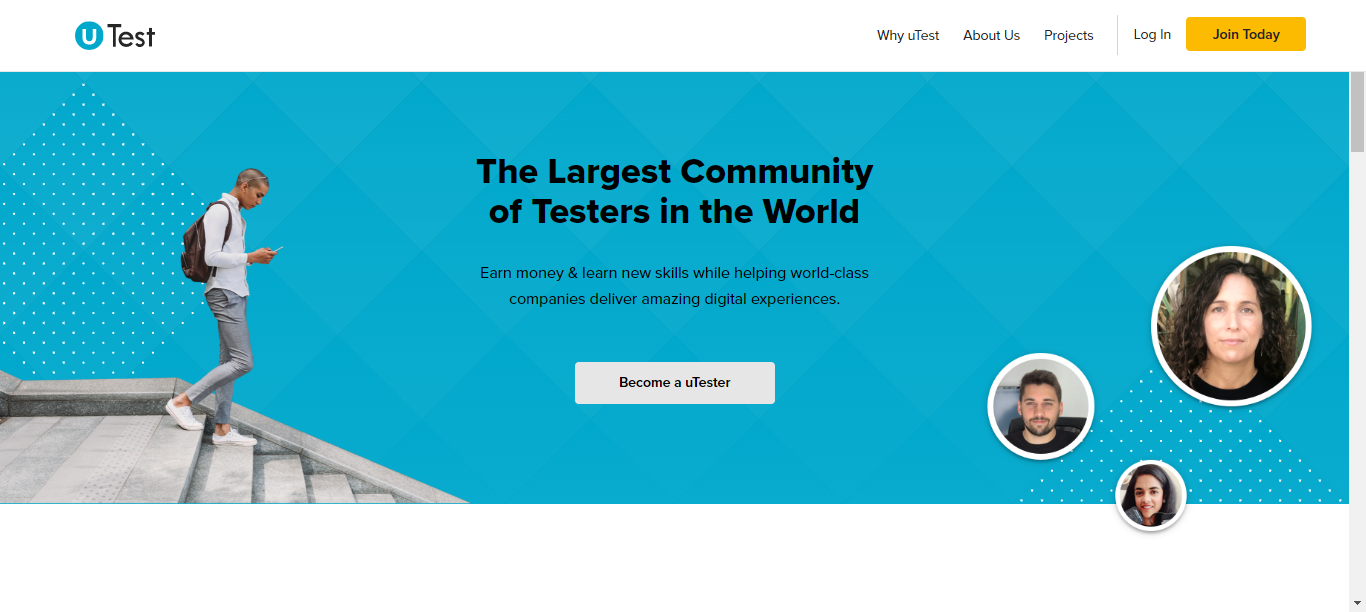 uTest
Why uTest
About Us
Projects
Log In
Join Today
The Largest Community
of Testers in the World
Earn money & learn new skills while helping world-class
companies deliver amazing digital experiences.
Become a uTester